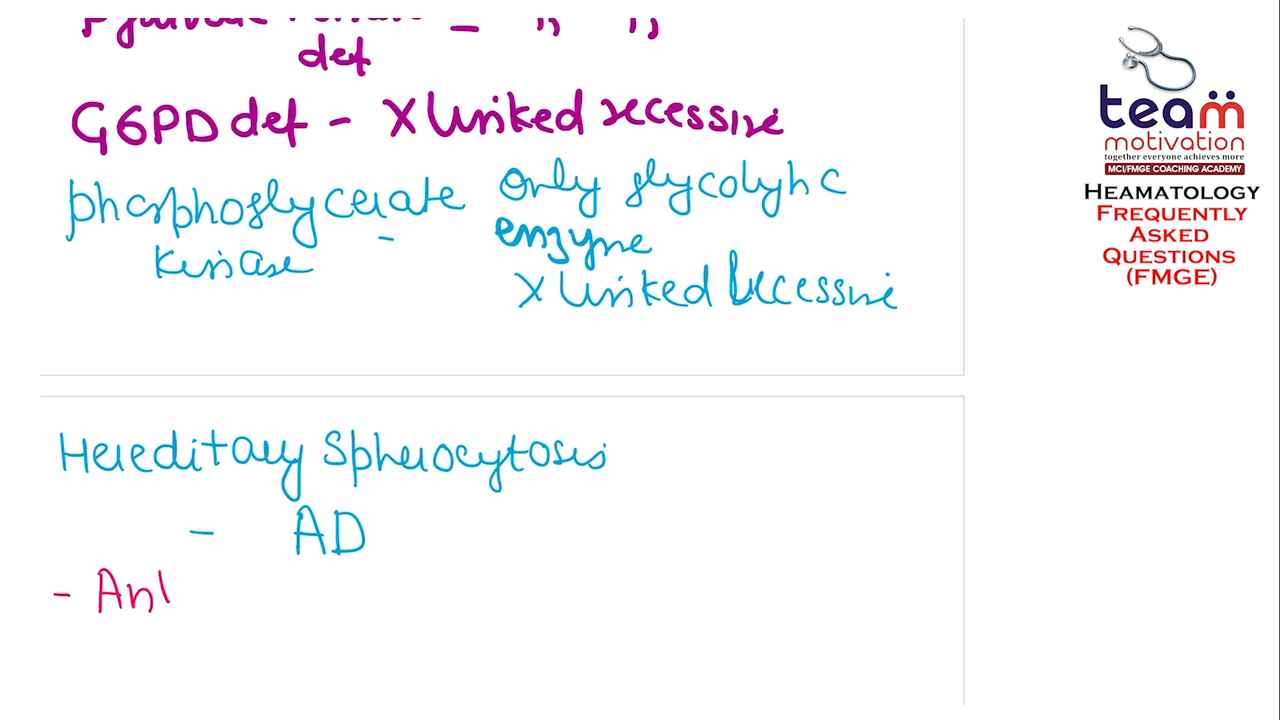 def
G6PD def - X linked recessive
phosphoglycerate - only glycolytic
kinase enzyme
X linked recessive
Hereditary Spherocytosis
- AD
- Ank
team
motivation
together everyone achieves more
MCI/FMGE COACHING ACADEMY
HEAMATOLOGY
FREQUENTLY
ASKED
QUESTIONS
(FMGE)